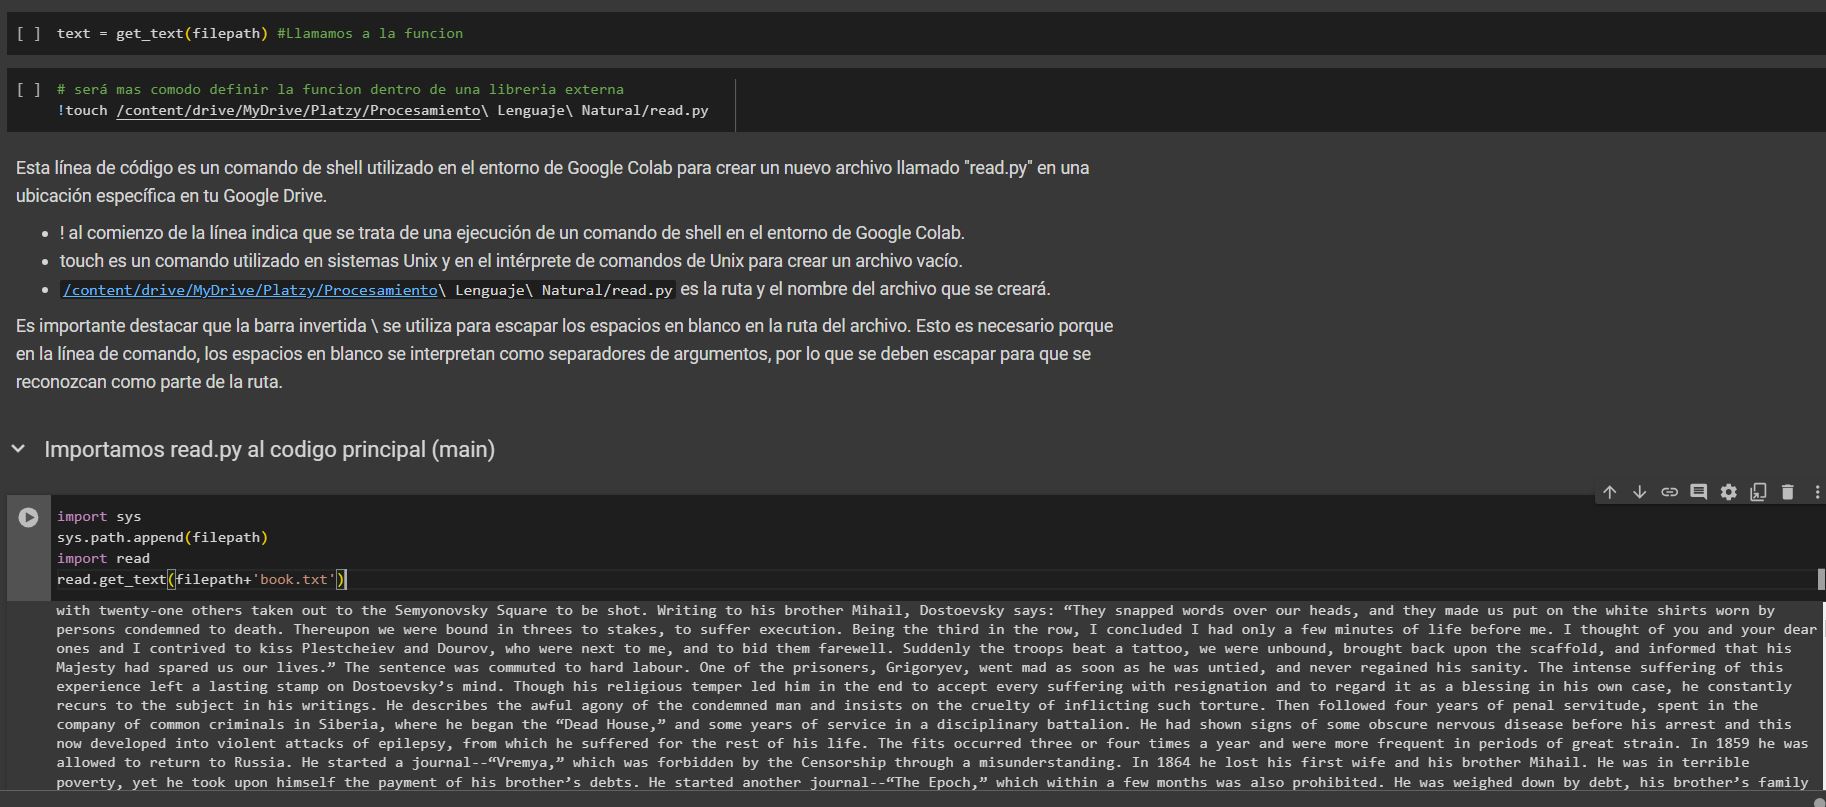 [ ] text = get_text(filepath) #Llamamos a la funcion
[ ] # será mas comodo definir la funcion dentro de una libreria externa
!touch /content/drive/MyDrive/Platzy/Procesamiento\ Lenguaje\ Natural/read.py
Esta línea de código es un comando de shell utilizado en el entorno de Google Colab para crear un nuevo archivo llamado "read.py" en una
ubicación específica en tu Google Drive.
• ! al comienzo de la línea indica que se trata de una ejecución de un comando de shell en el entorno de Google Colab.
• touch es un comando utilizado en sistemas Unix y en el intérprete de comandos de Unix para crear un archivo vacío.
• /content/drive/MyDrive/Platzy/Procesamiento\ Lenguaje\ Natural/read.py es la ruta y el nombre del archivo que se creará.
Es importante destacar que la barra invertida \ se utiliza para escapar los espacios en blanco en la ruta del archivo. Esto es necesario porque
en la línea de comando, los espacios en blanco se interpretan como separadores de argumentos, por lo que se deben escapar para que se
reconozcan como parte de la ruta.
Importamos read.py al codigo principal (main)
import sys
sys.path.append(filepath)
import read
read.get_text(filepath+'book.txt')
with twenty-one others taken out to the Semyonovsky Square to be shot. Writing to his brother Mihail, Dostoevsky says: “They snapped words over our heads, and they made us put on the white shirts worn by
persons condemned to death. Thereupon we were bound in threes to stakes, to suffer execution. Being the third in the row, I concluded I had only a few minutes of life before me. I thought of you and your dear
ones and I contrived to kiss Plestcheiev and Dourov, who were next to me, and to bid them farewell. Suddenly the troops beat a tattoo, we were unbound, brought back upon the scaffold, and informed that his
Majesty had spared us our lives.” The sentence was commuted to hard labour. One of the prisoners, Grigoryev, went mad as soon as he was untied, and never regained his sanity. The intense suffering of this
experience left a lasting stamp on Dostoevsky’s mind. Though his religious temper led him in the end to accept every suffering with resignation and to regard it as a blessing in his own case, he constantly
recurs to the subject in his writings. He describes the awful agony of the condemned man and insists on the cruelty of inflicting such torture. Then followed four years of penal servitude, spent in the
company of common criminals in Siberia, where he began the “Dead House,” and some years of service in a disciplinary battalion. He had shown signs of some obscure nervous disease before his arrest and this
now developed into violent attacks of epilepsy, from which he suffered for the rest of his life. The fits occurred three or four times a year and were more frequent in periods of great strain. In 1859 he was
allowed to return to Russia. He started a journal--“Vremya,” which was forbidden by the Censorship through a misunderstanding. In 1864 he lost his first wife and his brother Mihail. He was in terrible
poverty, yet he took upon himself the payment of his brother’s debts. He started another journal--“The Epoch,” which within a few months was also prohibited. He was weighed down by debt, his brother’s family